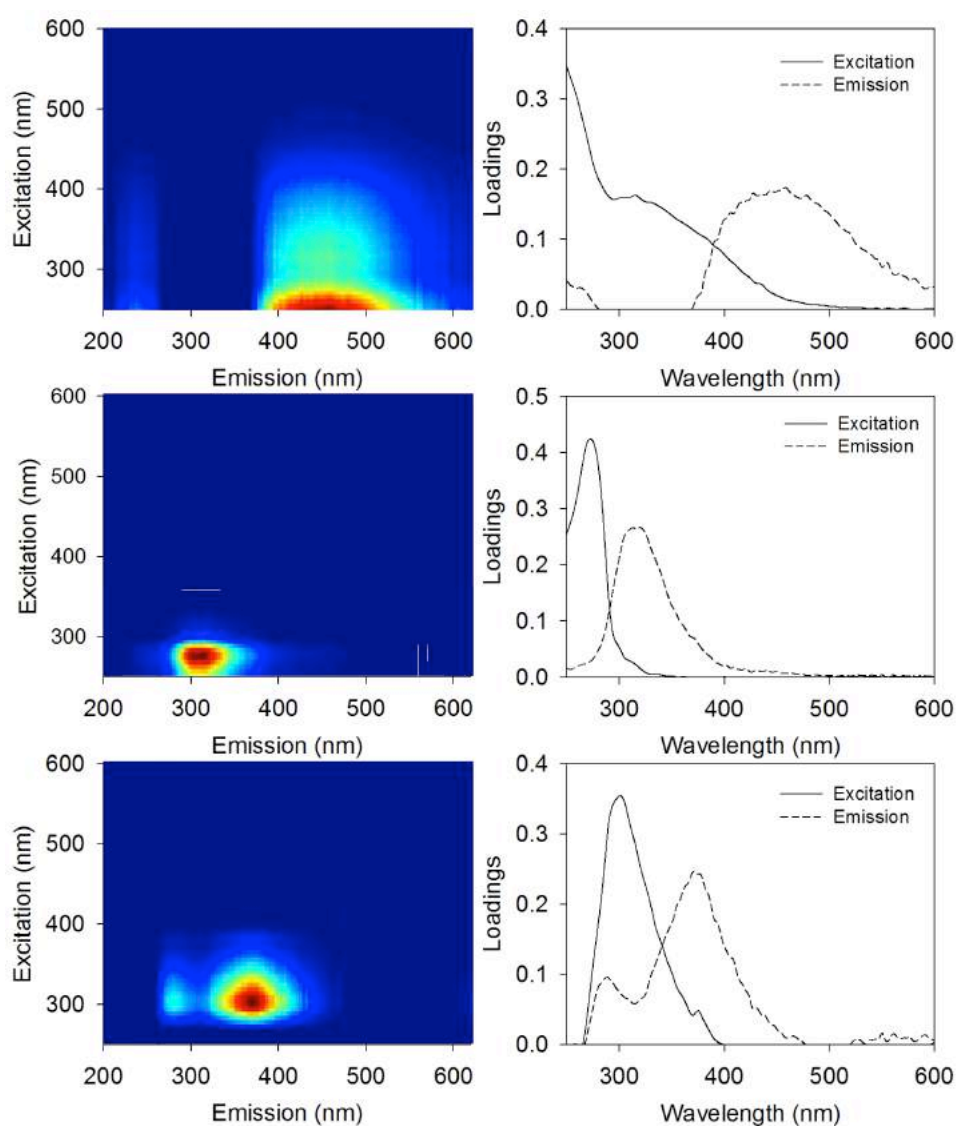 600
500
400
300
200 300 400 500 600
Excitation (nm)
Emission (nm)
0.4
0.3
0.2
0.1
0.0
300 400 500 600
Loadings
Wavelength (nm)
Excitation
Emission
600
500
400
300
200 300 400 500 600
Excitation (nm)
Emission (nm)
0.5
0.4
0.3
0.2
0.1
0.0
300 400 500 600
Loadings
Wavelength (nm)
Excitation
Emission
600
500
400
300
200 300 400 500 600
Excitation (nm)
Emission (nm)
0.4
0.3
0.2
0.1
0.0
300 400 500 600
Loadings
Wavelength (nm)
Excitation
Emission